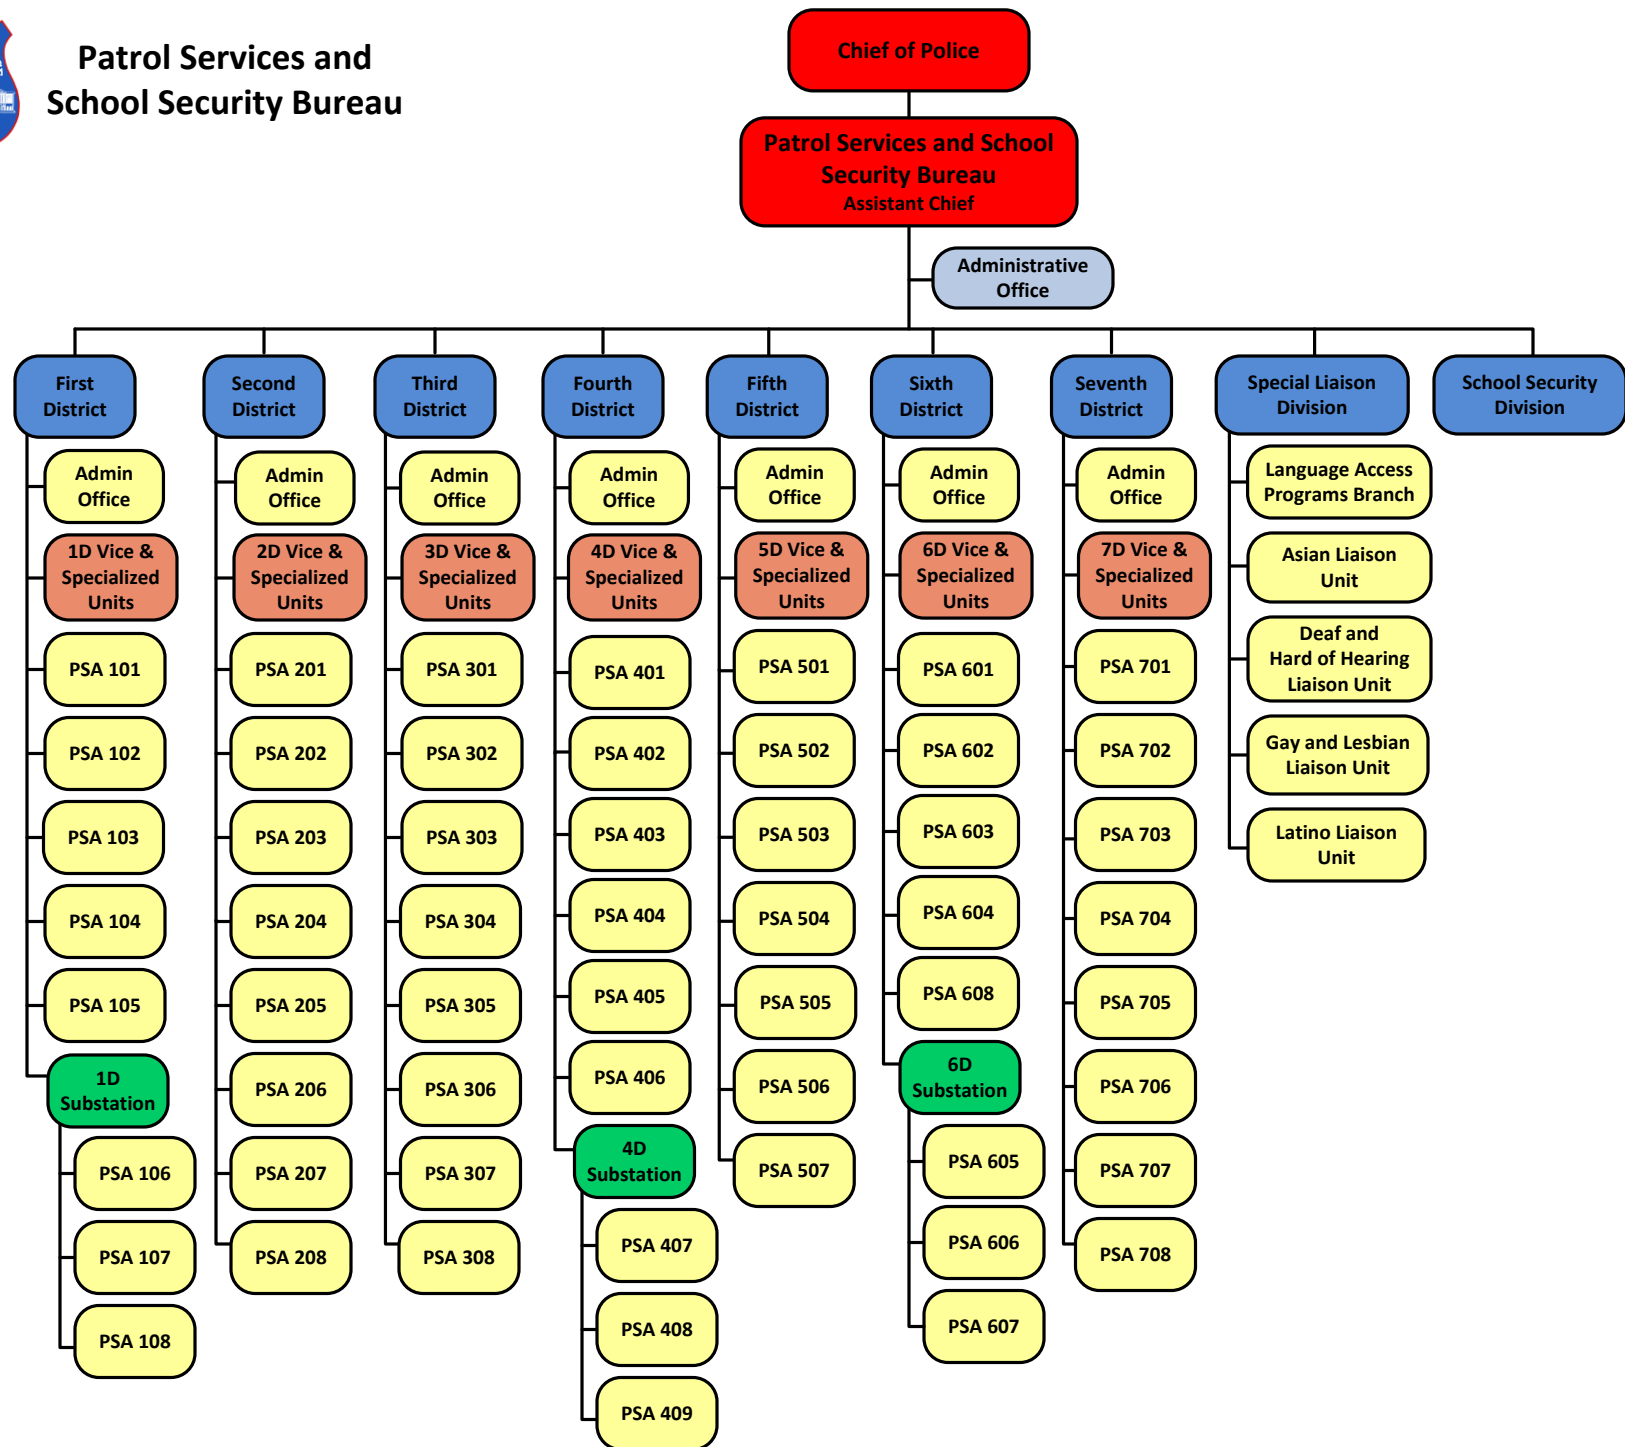 Patrol Services and
School Security Bureau
Chief of Police
Patrol Services and School
Security Bureau
Assistant Chief
Administrative
Office
First
District
Admin
Office
1D Vice &
Specialized
Units
PSA 101
PSA 102
PSA 103
PSA 104
PSA 105
1D
Substation
PSA 106
PSA 107
PSA 108
Second
District
Admin
Office
2D Vice &
Specialized
Units
PSA 201
PSA 202
PSA 203
PSA 204
PSA 205
PSA 206
PSA 207
PSA 208
Third
District
Admin
Office
3D Vice &
Specialized
Units
PSA 301
PSA 302
PSA 303
PSA 304
PSA 305
PSA 306
PSA 307
PSA 308
Fourth
District
Admin
Office
4D Vice &
Specialized
Units
PSA 401
PSA 402
PSA 403
PSA 404
PSA 405
PSA 406
4D
Substation
PSA 407
PSA 408
PSA 409
Fifth
District
Admin
Office
5D Vice &
Specialized
Units
PSA 501
PSA 502
PSA 503
PSA 504
PSA 505
PSA 506
PSA 507
Sixth
District
Admin
Office
6D Vice &
Specialized
Units
PSA 601
PSA 602
PSA 603
PSA 604
PSA 608
6D
Substation
PSA 605
PSA 606
PSA 607
Seventh
District
Admin
Office
7D Vice &
Specialized
Units
PSA 701
PSA 702
PSA 703
PSA 704
PSA 705
PSA 706
PSA 707
PSA 708
Special Liaison
Division
Language Access
Programs Branch
Asian Liaison
Unit
Deaf and
Hard of Hearing
Liaison Unit
Gay and Lesbian
Liaison Unit
Latino Liaison
Unit
School Security
Division